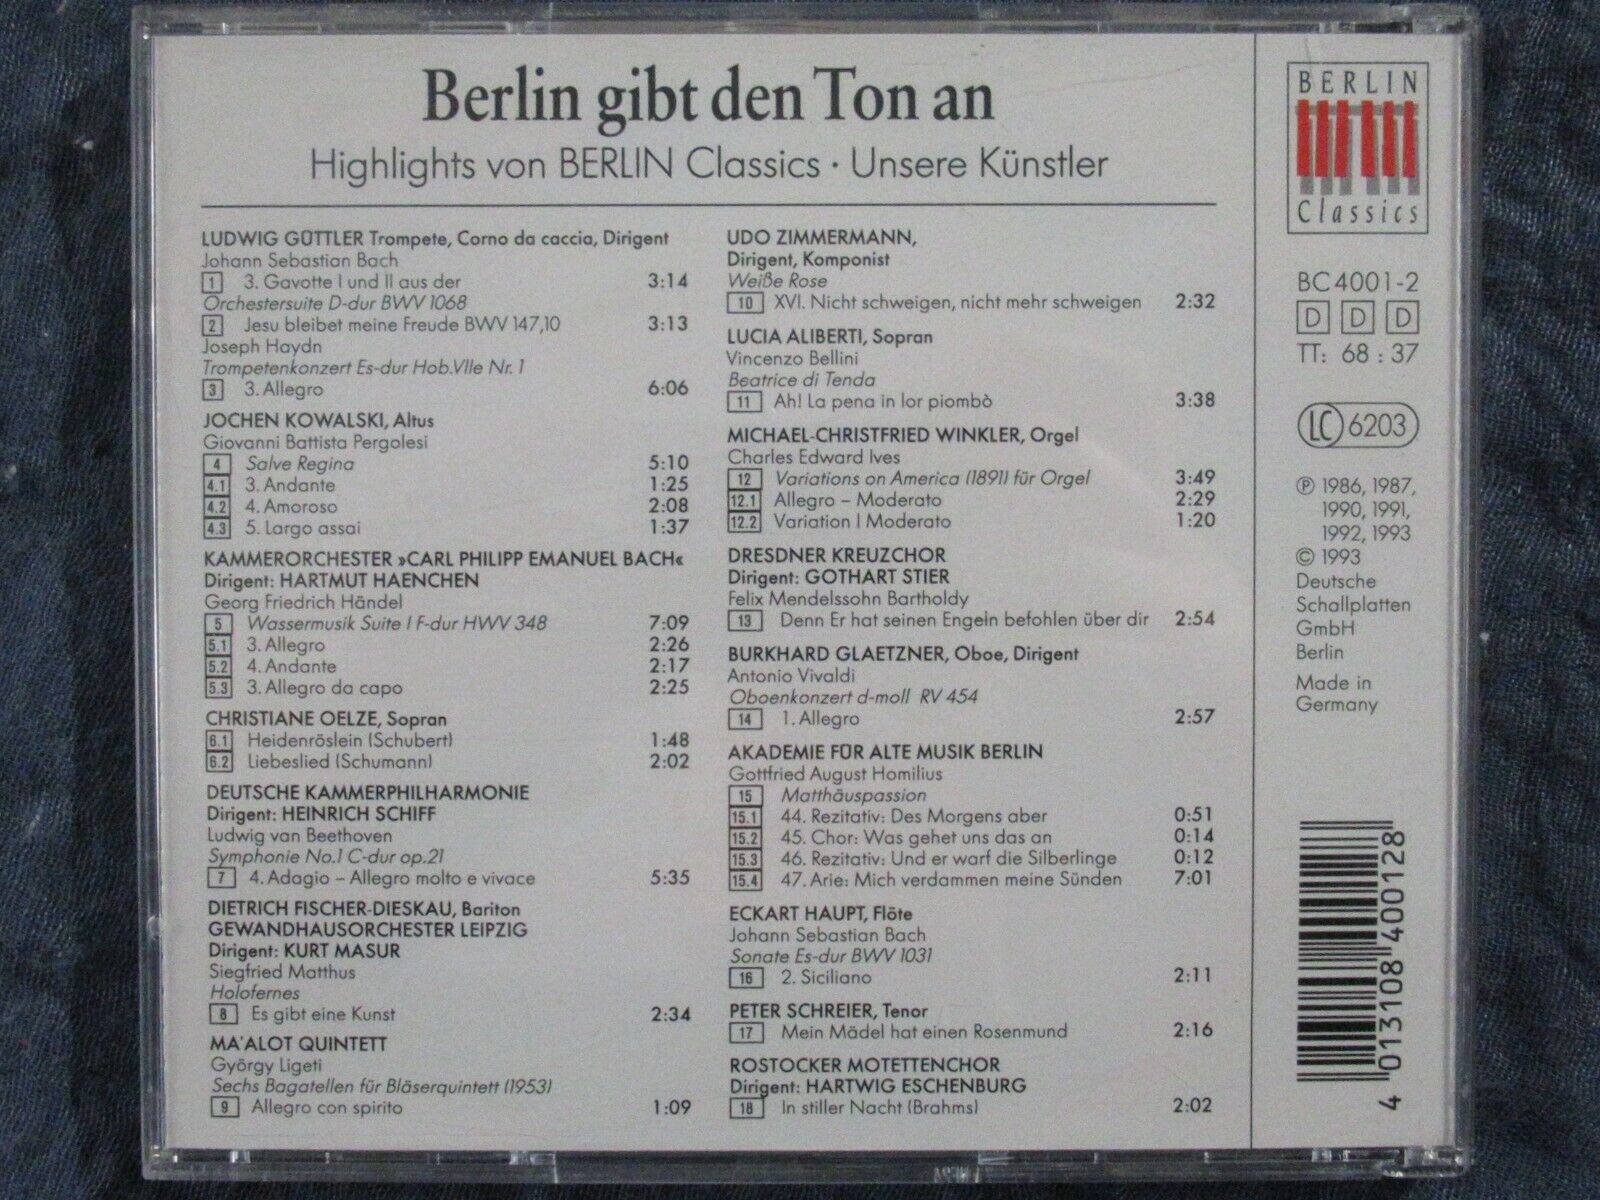 Berlin gibt den Ton an
Highlights von BERLIN Classics · Unsere Künstler
LUDWIG GÜTTLER Trompete, Corno da caccia, Dirigent
Johann Sebastian Bach
1 3. Gavotte I und II aus der 3:14
Orchestersuite D-dur BWV 1068
2 Jesu bleibet meine Freude BWV 147,10 3:13
Joseph Haydn
Trompetenkonzert Es-dur Hob.VIIe Nr. 1
3 3. Allegro 6:06
JOCHEN KOWALSKI, Altus
Giovanni Battista Pergolesi
4 Salve Regina 5:10
4.1 3. Andante 1:25
4.2 4. Amoroso 2:08
4.3 5. Largo assai 1:37
KAMMERORCHESTER »CARL PHILIPP EMANUEL BACH«
Dirigent: HARTMUT HAENCHEN
Georg Friedrich Händel
5 Wassermusik Suite I F-dur HWV 348 7:09
5.1 3. Allegro 2:26
5.2 4. Andante 2:17
5.3 3. Allegro da capo 2:25
CHRISTIANE OELZE, Sopran
6.1 Heidenröslein (Schubert) 1:48
6.2 Liebeslied (Schumann) 2:02
DEUTSCHE KAMMERPHILHARMONIE
Dirigent: HEINRICH SCHIFF
Ludwig van Beethoven
Symphonie No.1 C-dur op.21
7 4. Adagio – Allegro molto e vivace 5:35
DIETRICH FISCHER-DIESKAU, Bariton
GEWANDHAUSORCHESTER LEIPZIG
Dirigent: KURT MASUR
Siegfried Matthus
Holofernes
8 Es gibt eine Kunst 2:34
MA'ALOT QUINTETT
György Ligeti
Sechs Bagatellen für Bläserquintett (1953)
9 Allegro con spirito 1:09
UDO ZIMMERMANN,
Dirigent, Komponist
Weiße Rose
10 XVI. Nicht schweigen, nicht mehr schweigen 2:32
LUCIA ALIBERTI, Sopran
Vincenzo Bellini
Beatrice di Tenda
11 Ah! La pena in lor piombò 3:38
MICHAEL-CHRISTFRIED WINKLER, Orgel
Charles Edward Ives
12 Variations on America (1891) für Orgel 3:49
12.1 Allegro – Moderato 2:29
12.2 Variation I Moderato 1:20
DRESDNER KREUZCHOR
Dirigent: GOTHART STIER
Felix Mendelssohn Bartholdy
13 Denn Er hat seinen Engeln befohlen über dir 2:54
BURKHARD GLAETZNER, Oboe, Dirigent
Antonio Vivaldi
Oboenkonzert d-moll RV 454
14 1. Allegro 2:57
AKADEMIE FÜR ALTE MUSIK BERLIN
Gottfried August Homilius
15 Matthäuspassion
15.1 44. Rezitativ: Des Morgens aber 0:51
15.2 45. Chor: Was gehet uns das an 0:14
15.3 46. Rezitativ: Und er warf die Silberlinge 0:12
15.4 47. Arie: Mich verdammen meine Sünden 7:01
ECKART HAUPT, Flöte
Johann Sebastian Bach
Sonate Es-dur BWV 1031
16 2. Siciliano 2:11
PETER SCHREIER, Tenor
17 Mein Mädel hat einen Rosenmund 2:16
ROSTOCKER MOTETTENCHOR
Dirigent: HARTWIG ESCHENBURG
18 In stiller Nacht (Brahms) 2:02
BERLIN
Classics
BC 4001-2
D D D
TT: 68 : 37
LC 6203
℗ 1986, 1987,
1990, 1991,
1992, 1993
© 1993
Deutsche
Schallplatten
GmbH
Berlin
Made in
Germany
4 013108 400128